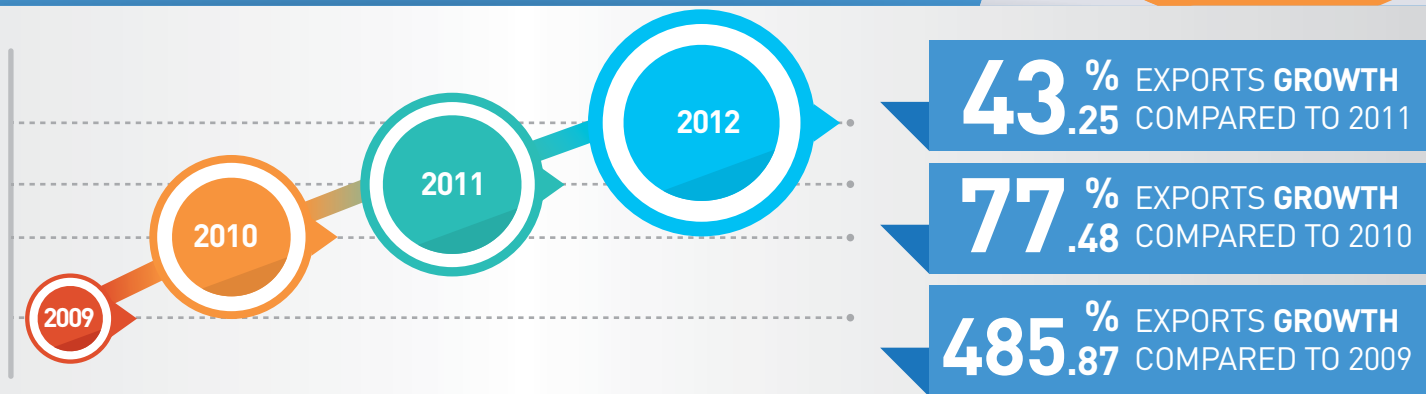 2009
2010
2011
2012
43.25% EXPORTS GROWTH
COMPARED TO 2011
77.48% EXPORTS GROWTH
COMPARED TO 2010
485.87% EXPORTS GROWTH
COMPARED TO 2009